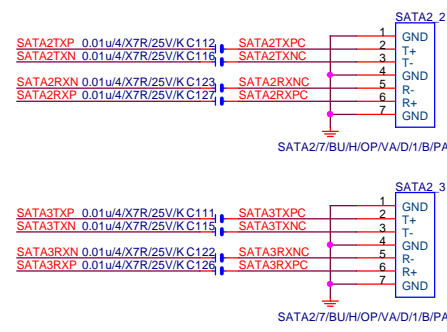 SATA2_2
1 GND
SATA2TXP 0.01u/4/X7R/25V/K C112 SATA2TXPC 2 T+
SATA2TXN 0.01u/4/X7R/25V/K C116 SATA2TXNC 3 T-
4 GND
SATA2RXN 0.01u/4/X7R/25V/K C123 SATA2RXNC 5 R-
SATA2RXP 0.01u/4/X7R/25V/K C127 SATA2RXPC 6 R+
7 GND
SATA2/7/BU/H/OP/VA/D/1/B/PA
SATA2_3
1 GND
SATA3TXP 0.01u/4/X7R/25V/K C111 SATA3TXPC 2 T+
SATA3TXN 0.01u/4/X7R/25V/K C115 SATA3TXNC 3 T-
4 GND
SATA3RXN 0.01u/4/X7R/25V/K C122 SATA3RXNC 5 R-
SATA3RXP 0.01u/4/X7R/25V/K C126 SATA3RXPC 6 R+
7 GND
SATA2/7/BU/H/OP/VA/D/1/B/PA